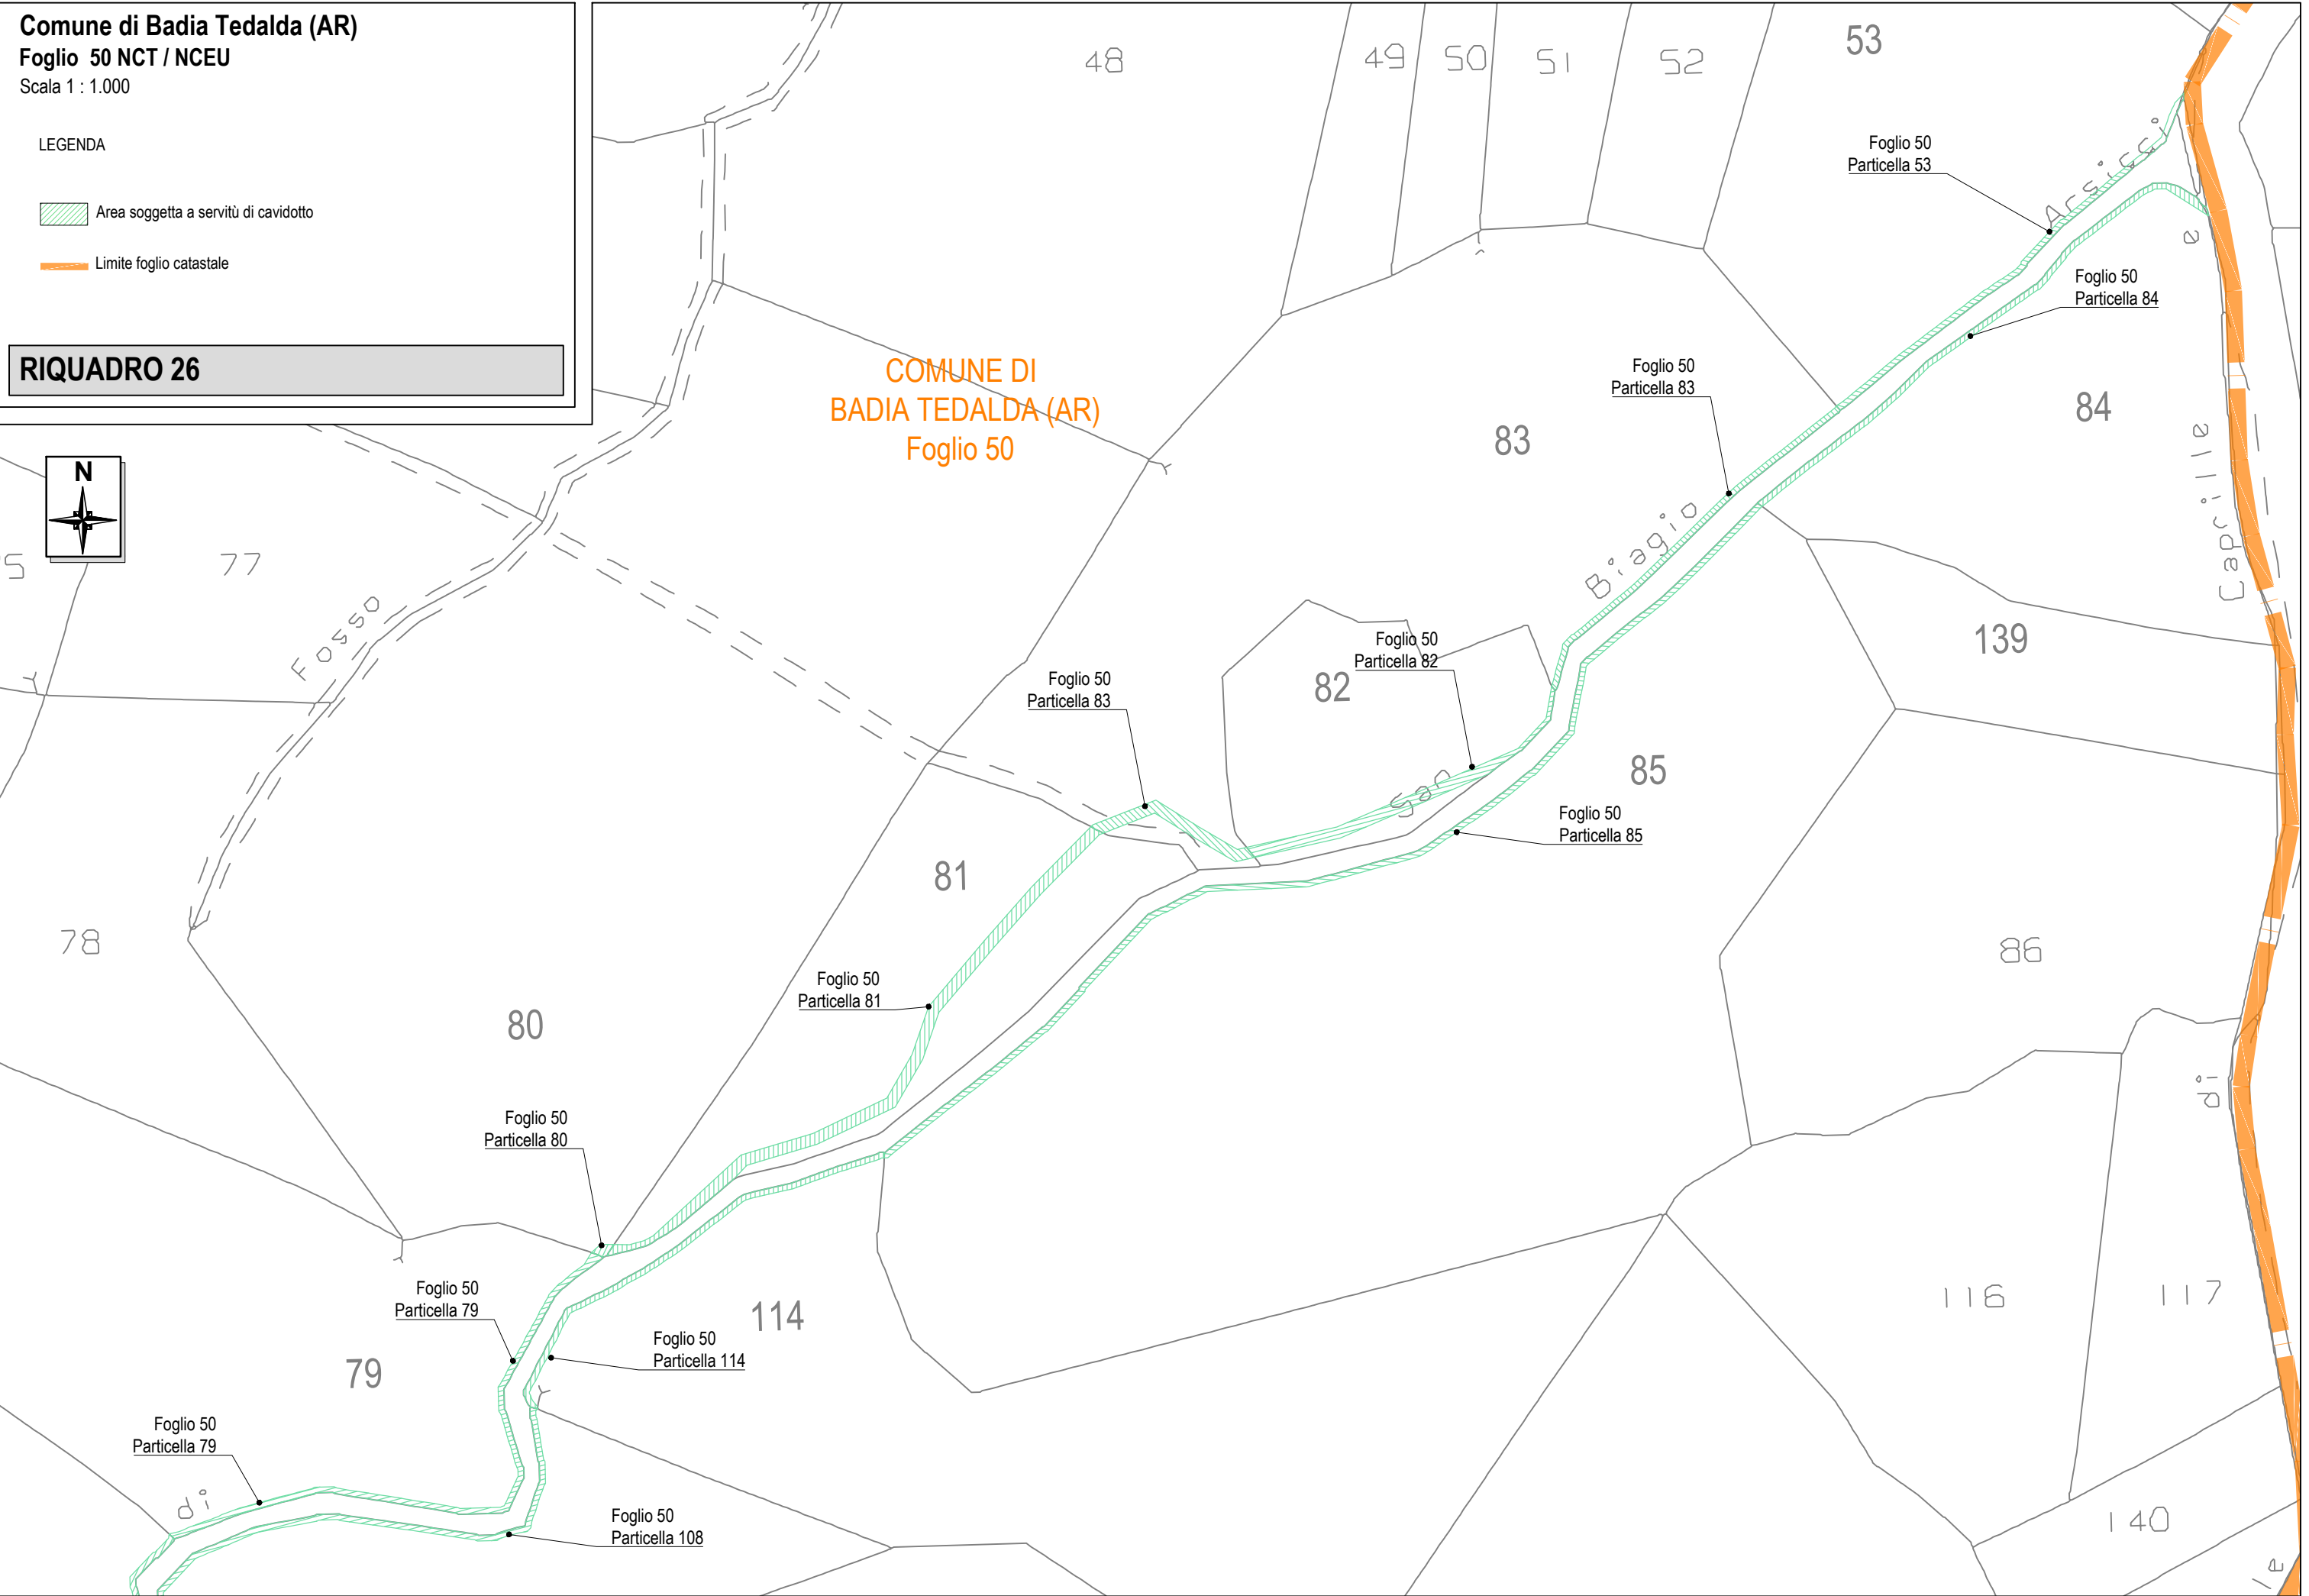 Comune di Badia Tedalda (AR)
Foglio 50 NCT / NCEU
Scala 1 : 1.000
LEGENDA
Area soggetta a servitù di cavidotto
Limite foglio catastale
RIQUADRO 26
N
COMUNE DI
BADIA TEDALDA (AR)
Foglio 50
48
49
50
51
52
53
Foglio 50
Particella 53
Foglio 50
Particella 84
84
Foglio 50
Particella 83
83
77
Fosso
Biagio
e
Caprille
139
Foglio 50
Particella 82
82
Foglio 50
Particella 83
San
85
Foglio 50
Particella 85
81
78
86
Foglio 50
Particella 81
80
di
Foglio 50
Particella 80
Foglio 50
Particella 79
116
117
114
Foglio 50
Particella 114
79
Foglio 50
Particella 79
di
Foglio 50
Particella 108
140